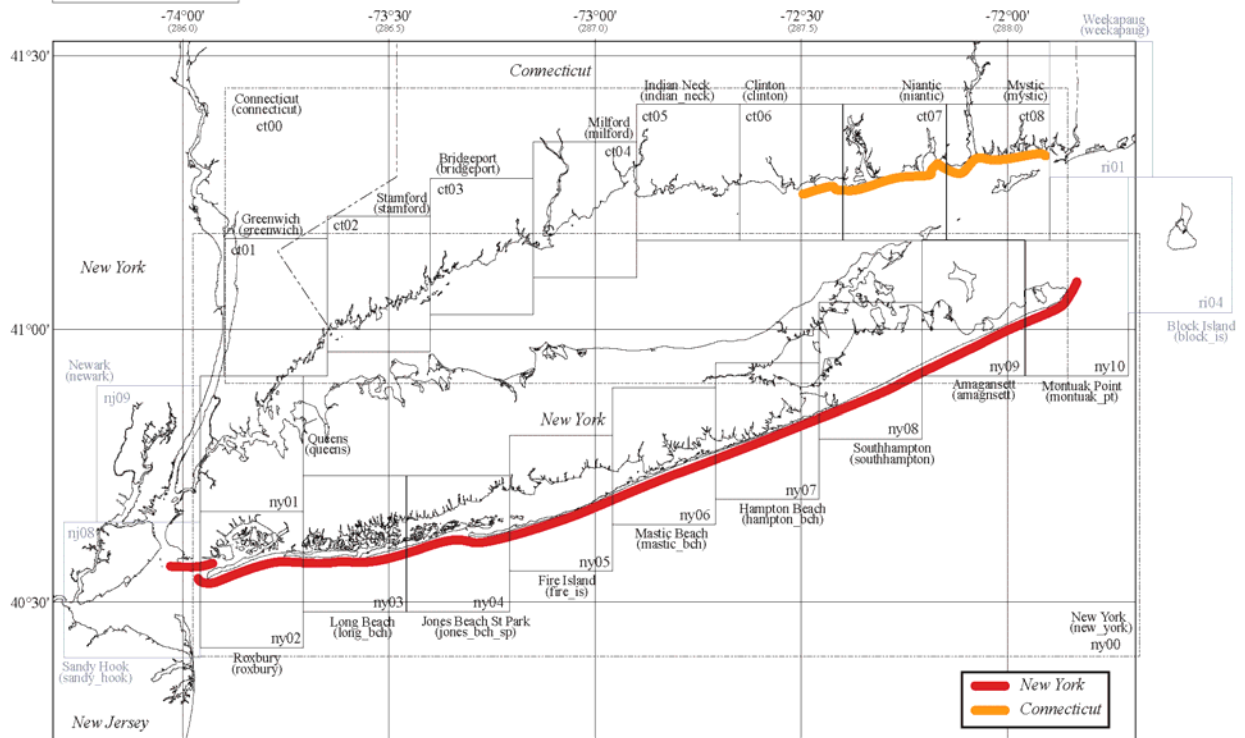 -74°00' -73°30' -73°00' -72°30' -72°00'
(286.0) (286.5) (287.0) (287.5) (288.0)
Weekapaug
(weekapaug)
41°30'
41°00'
40°30'
Connecticut
Connecticut
(connecticut)
ct00
Indian Neck
(indian_neck)
ct05
Clinton
(clinton)
ct06
Niantic
(niantic)
ct07
Mystic
(mystic)
ct08
Milford
(milford)
ct04
Bridgeport
(bridgeport)
ct03
Stamford
(stamford)
ct02
Greenwich
(greenwich)
ct01
ri01
ri04
Block Island
(block_is)
New York
New York
Newark
(newark)
nj09
nj08
Queens
(queens)
ny01
ny02
Roxbury
(roxbury)
ny03
Long Beach
(long_bch)
ny04
Jones Beach St Park
(jones_bch_sp)
ny05
Fire Island
(fire_is)
ny06
Mastic Beach
(mastic_bch)
ny07
Hampton Beach
(hampton_bch)
ny08
Southhampton
(southhampton)
ny09
Amagansett
(amagnsett)
ny10
Montuak Point
(montuak_pt)
Sandy Hook
(sandy_hook)
New Jersey
New York
(new_york)
ny00
New York
Connecticut